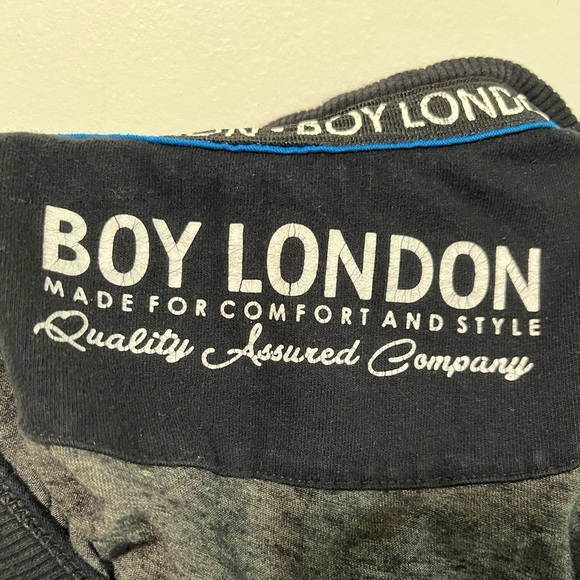 BOY LONDON
BOY LONDON
MADE FOR COMFORT AND STYLE
Quality Assured Company